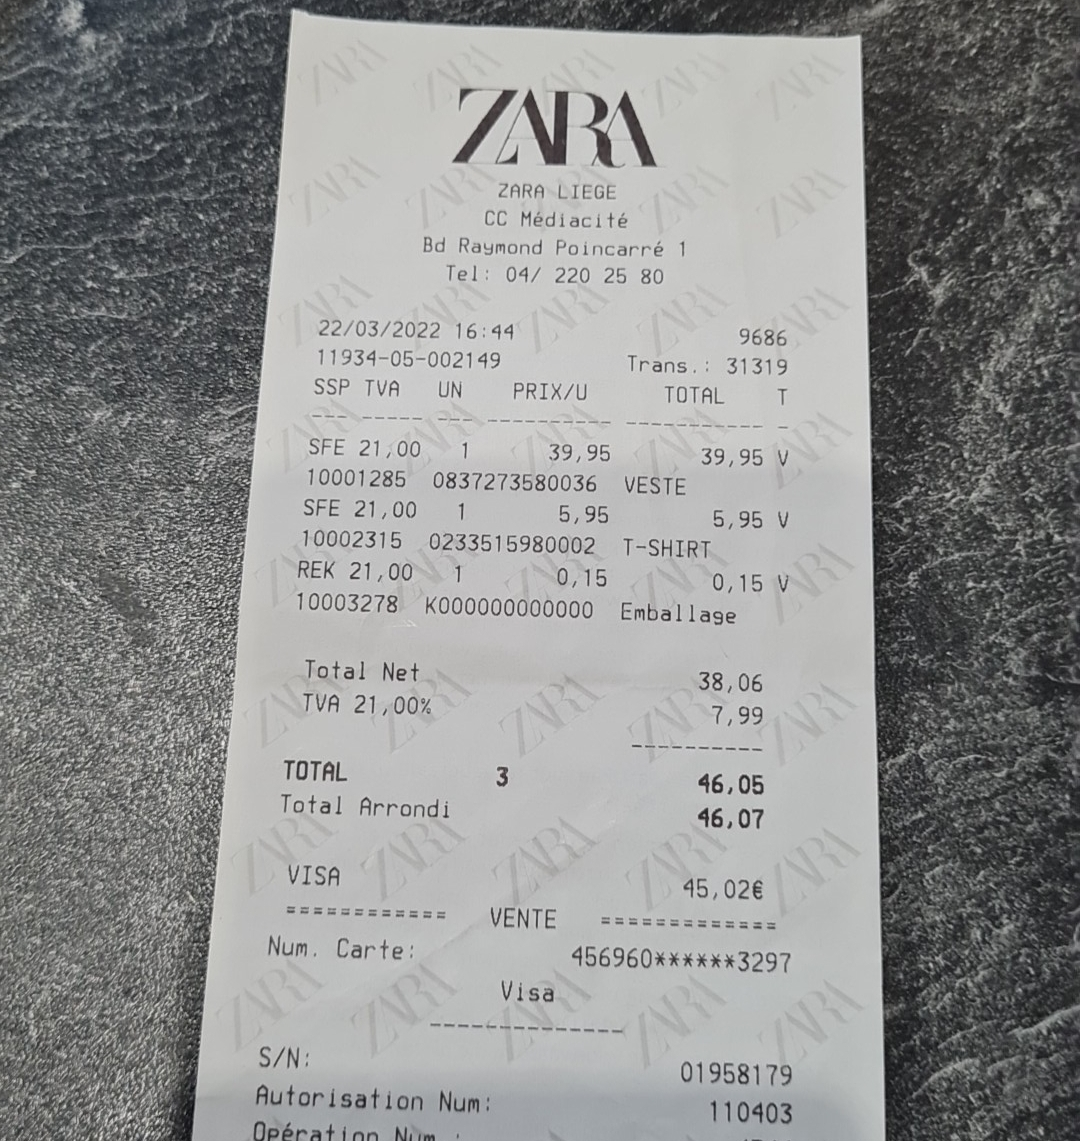 ZARA
ZARA LIEGE
CC Médiacité
Bd Raymond Poincarré 1
Tel: 04/ 220 25 80
22/03/2022 16:44 9686
11934-05-002149 Trans.: 31319
SSP TVA UN PRIX/U TOTAL T
--- ----- --- ----------- ------------ -
SFE 21,00 1 39,95 39,95 V
10001285 0837273580036 VESTE
SFE 21,00 1 5,95 5,95 V
10002315 0233515980002 T-SHIRT
REK 21,00 1 0,15 0,15 V
10003278 K000000000000 Emballage
Total Net 38,06
TVA 21,00% 7,99
----------
TOTAL 3 46,05
Total Arrondi 46,07
VISA 45,02€
============ VENTE =============
Num. Carte: 456960******3297
Visa
---------------
S/N: 01958179
Autorisation Num: 110403
Opération Num :